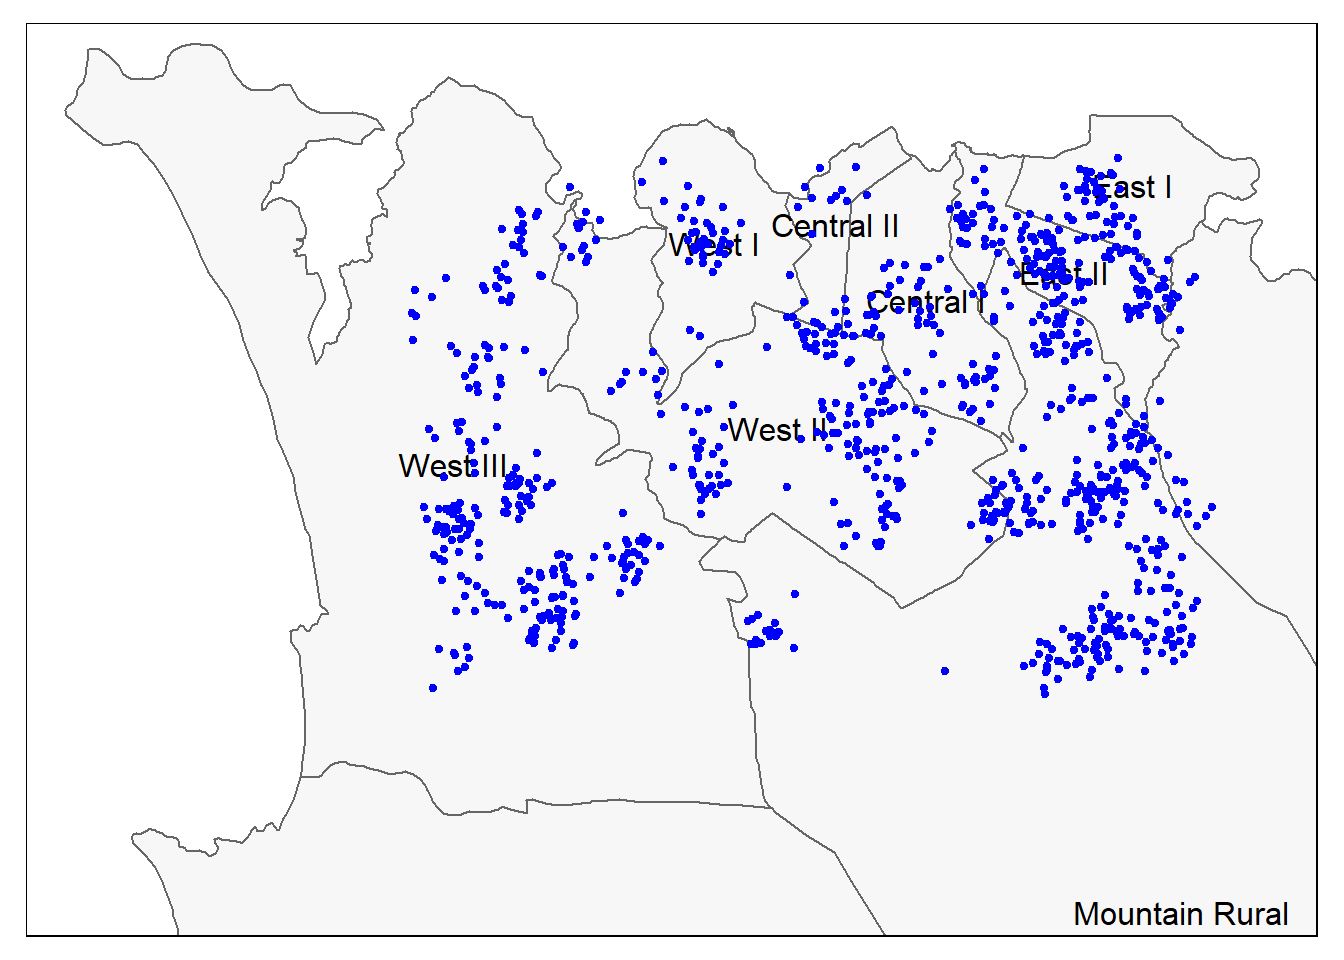 East I
Central II
West I
East II
Central I
West II
West III
Mountain Rural